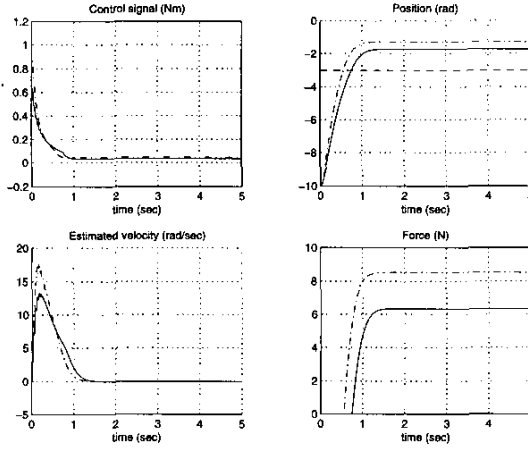 Control signal (Nm)
1.2
1
0.8
0.6
0.4
0.2
0
-0.2
0 1 2 3 4 5
time (sec)
Position (rad)
0
-2
-4
-6
-8
-10
0 1 2 3 4
time (sec)
Estimated velocity (rad/sec)
20
15
10
5
0
-5
0 1 2 3 4 5
time (sec)
Force (N)
10
8
6
4
2
0
0 1 2 3 4
time (sec)